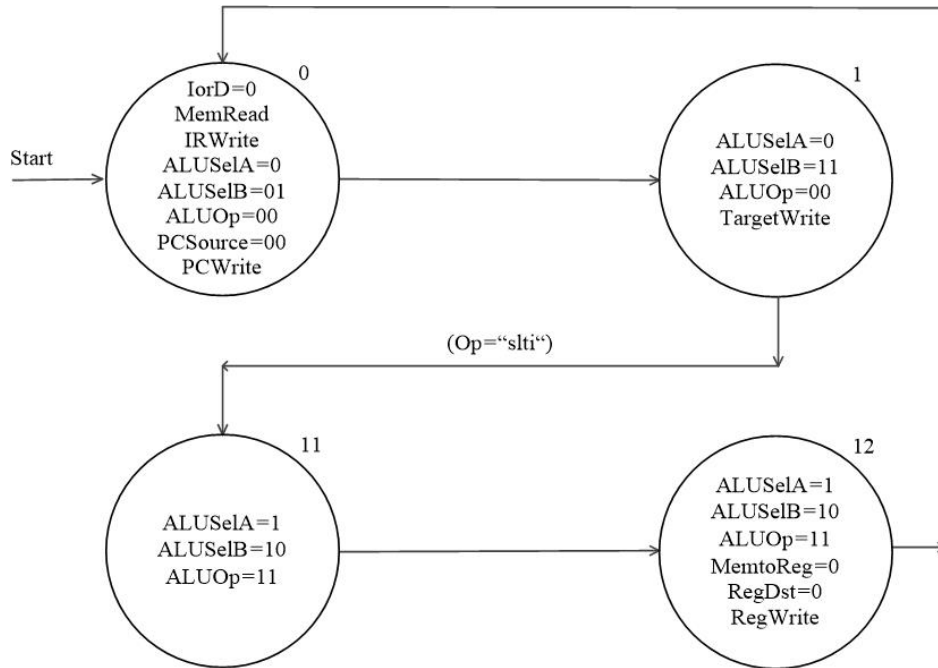 0
IorD=0
MemRead
IRWrite
ALUSelA=0
ALUSelB=01
ALUOp=00
PCSource=00
PCWrite
Start
1
ALUSelA=0
ALUSelB=11
ALUOp=00
TargetWrite
(Op=“slti“)
11
ALUSelA=1
ALUSelB=10
ALUOp=11
12
ALUSelA=1
ALUSelB=10
ALUOp=11
MemtoReg=0
RegDst=0
RegWrite